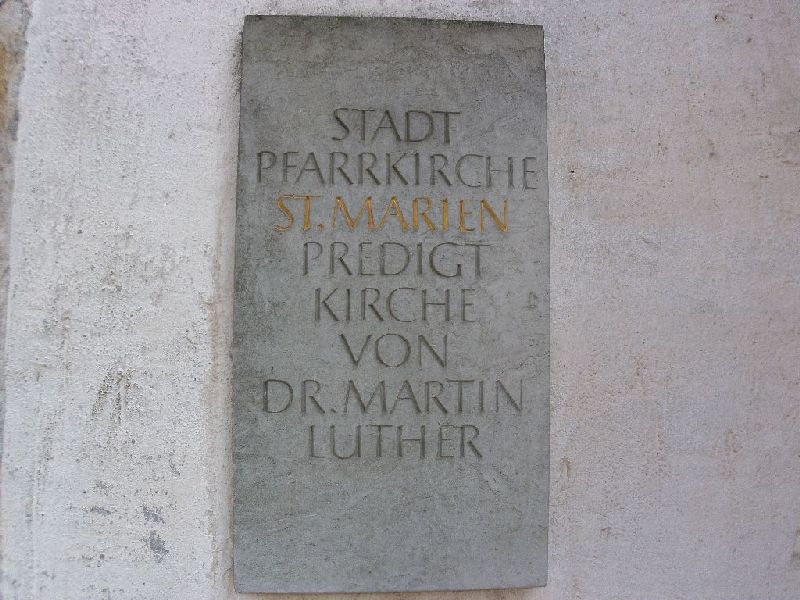 STADT
PFARRKIRCHE
ST. MARIEN
PREDIGT
KIRCHE
VON
DR. MARTIN
LUTHER